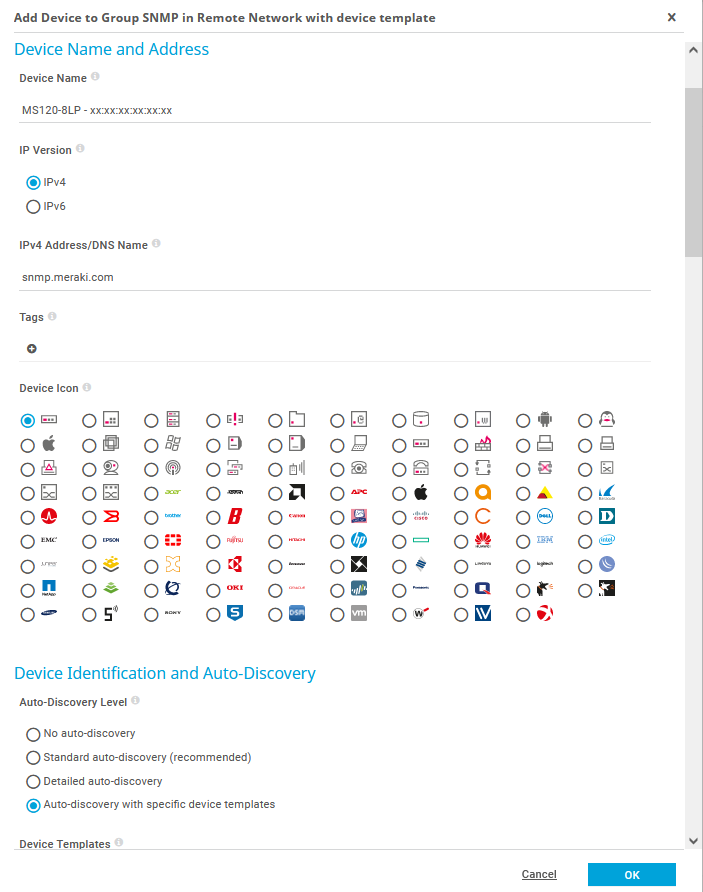 Add Device to Group SNMP in Remote Network with device template
Device Name and Address
Device Name
MS120-8LP - xx:xx:xx:xx:xx:xx
IP Version
IPv4
IPv6
IPv4 Address/DNS Name
snmp.meraki.com
Tags
Device Icon
acer
APC
brother
B
Canon
CISCO
DELL
D
EMC
EPSON
FUJITSU
HITACHI
hp
HUAWEI
IBM
intel
Lenovo
Linksys
logitech
NetApp
OKI
ORACLE
Panasonic
Q
S
SONY
S
DSM
vm
W
W
Device Identification and Auto-Discovery
Auto-Discovery Level
No auto-discovery
Standard auto-discovery (recommended)
Detailed auto-discovery
Auto-discovery with specific device templates
Device Templates
Cancel
OK